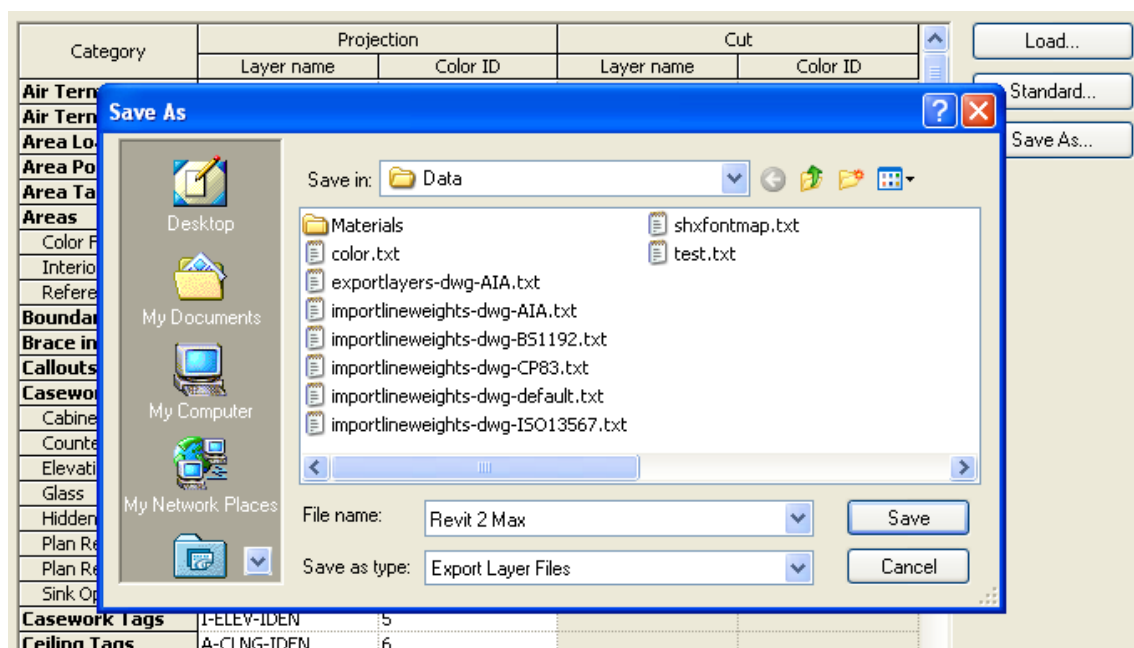 Category Projection Cut Load...
Layer name Color ID Layer name Color ID
Air Tern Standard...
Save As
Air Tern
Area Lo Save As...
Area Po
Save in: Data
Area Ta
Areas
Desktop
Materials shxfontmap.txt
Color F
color.txt test.txt
Interio
exportlayers-dwg-AIA.txt
Refere
My Documents
importlineweights-dwg-AIA.txt
Boundar
importlineweights-dwg-BS1192.txt
Brace in
Callouts
importlineweights-dwg-CP83.txt
Casewo
My Computer
importlineweights-dwg-default.txt
Cabine
importlineweights-dwg-ISO13567.txt
Counte
Elevati
Glass
My Network Places
File name: Revit 2 Max Save
Hidden
Plan Re
Save as type: Export Layer Files Cancel
Plan Re
Sink Op
Casework Tags I-ELEV-IDEN 5
Ceiling Tags A-CLNG-IDEN 6